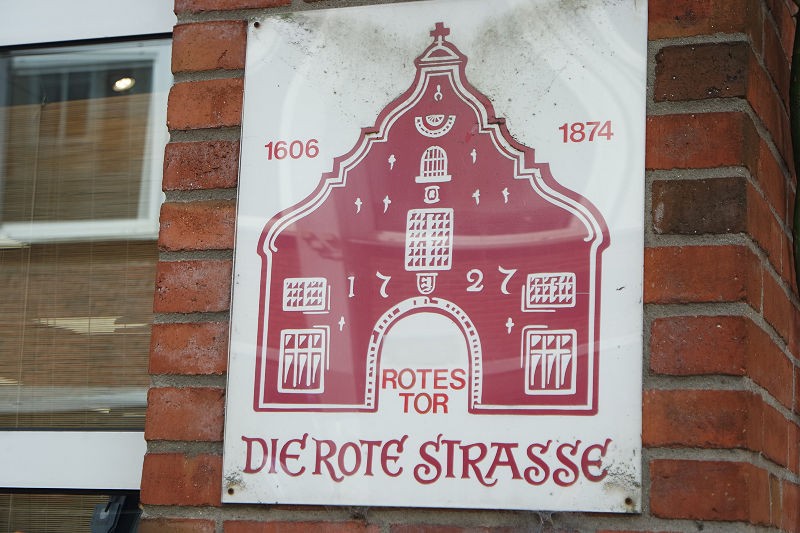 1606 1874
1727
ROTES
TOR
DIE ROTE STRASSE